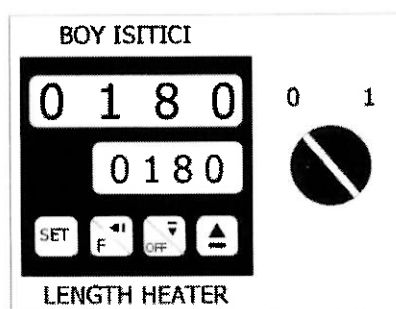 BOY ISITICI
0 1 8 0
0 1
0180
SET F OFF
LENGTH HEATER